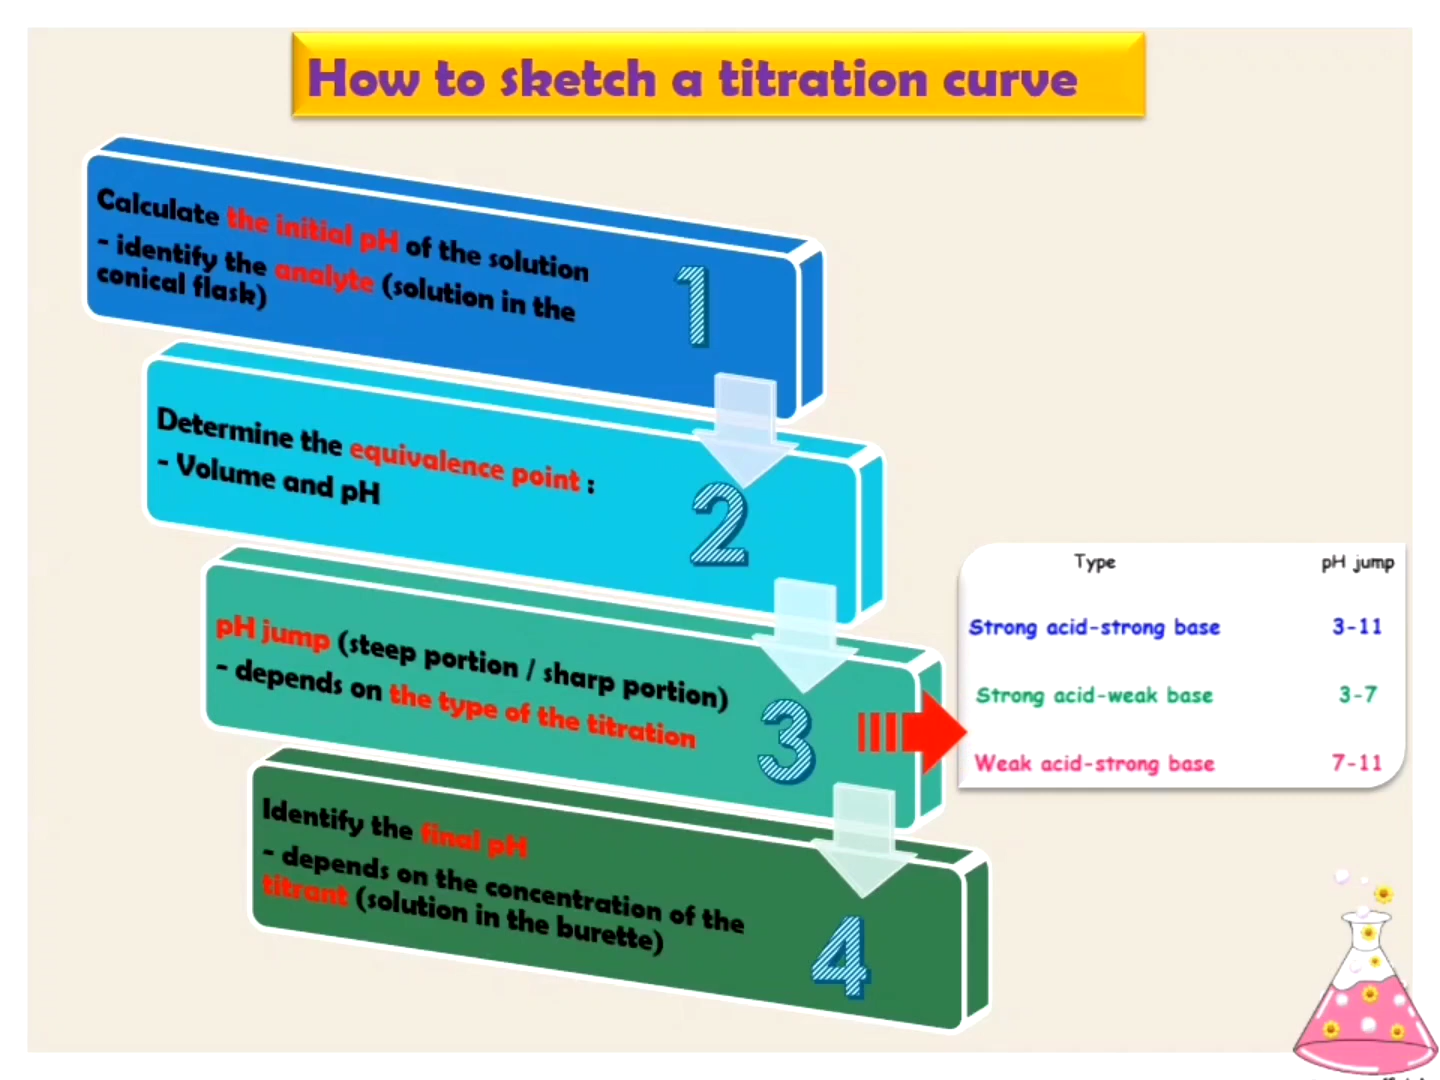 How to sketch a titration curve
Calculate the initial pH of the solution
- identify the analyte (solution in the
conical flask)
1
Determine the equivalence point :
- Volume and pH
2
pH jump (steep portion / sharp portion)
- depends on the type of the titration
3
Type pH jump
Strong acid-strong base 3-11
Strong acid-weak base 3-7
Weak acid-strong base 7-11
Identify the final pH
- depends on the concentration of the
titrant (solution in the burette)
4